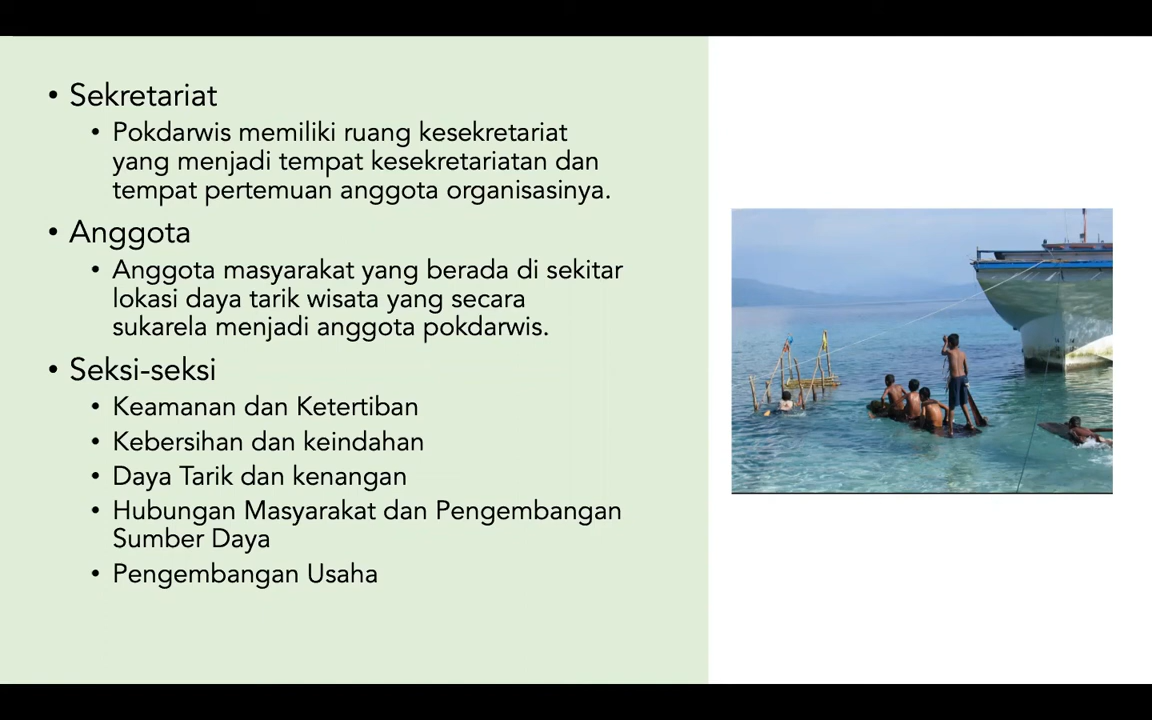 • Sekretariat
• Pokdarwis memiliki ruang kesekretariat
yang menjadi tempat kesekretariatan dan
tempat pertemuan anggota organisasinya.
• Anggota
• Anggota masyarakat yang berada di sekitar
lokasi daya tarik wisata yang secara
sukarela menjadi anggota pokdarwis.
• Seksi-seksi
• Keamanan dan Ketertiban
• Kebersihan dan keindahan
• Daya Tarik dan kenangan
• Hubungan Masyarakat dan Pengembangan
Sumber Daya
• Pengembangan Usaha